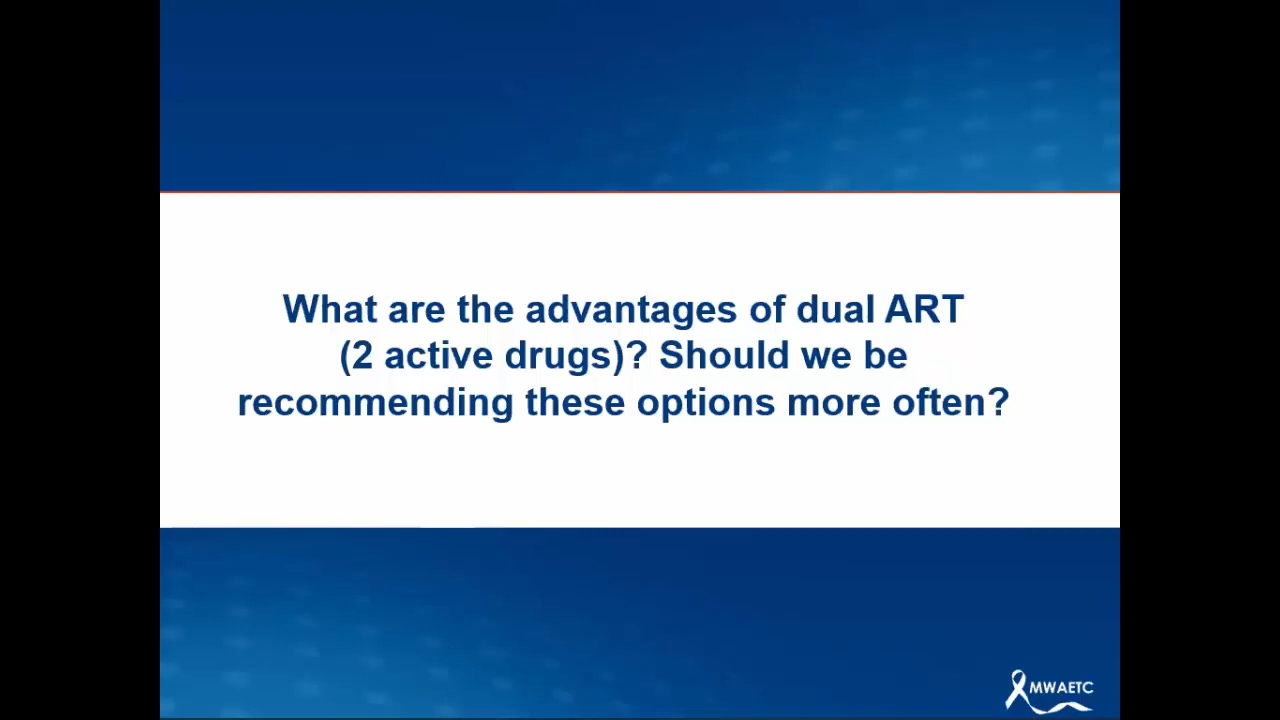 What are the advantages of dual ART
(2 active drugs)? Should we be
recommending these options more often?
MWAETC